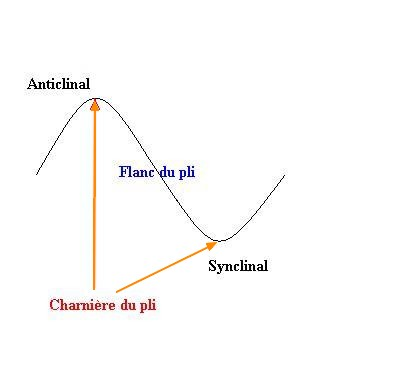 Anticlinal
Flanc du pli
Synclinal
Charnière du pli